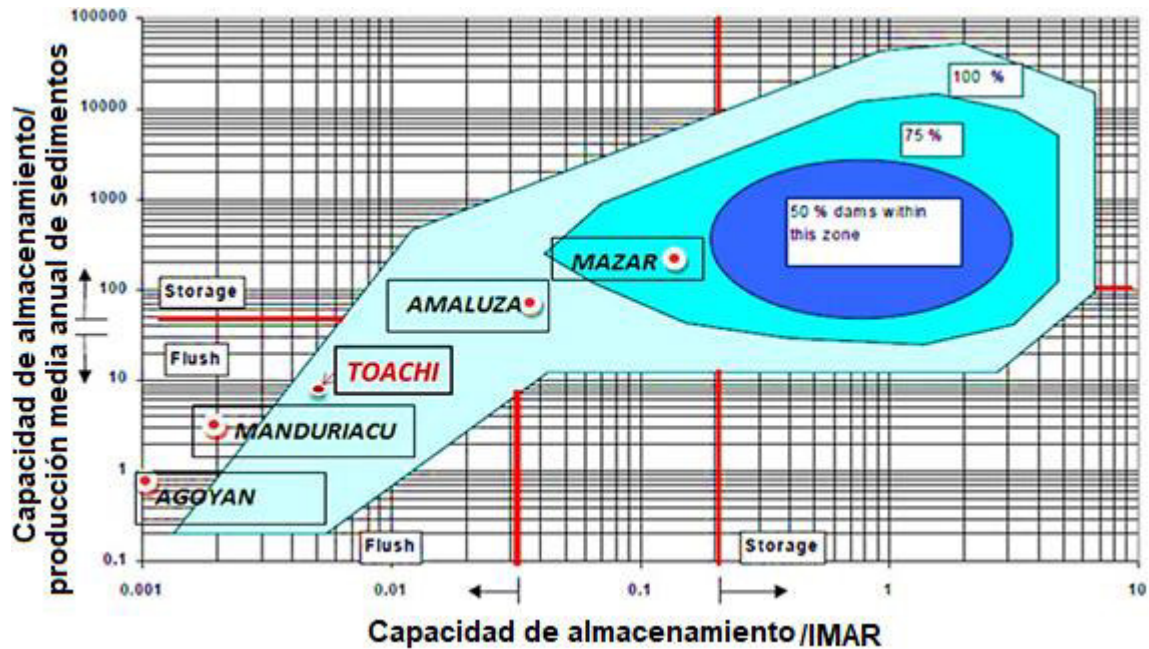 Capacidad de almacenamiento/
producción media anual de sedimentos
100000
10000
1000
100
10
1
0.1
100 %
75 %
50 % dams within
this zone
MAZAR
Storage
AMALUZA
Flush
TOACHI
MANDURIACU
AGOYAN
Flush
Storage
0.001
0.01
0.1
1
10
Capacidad de almacenamiento/IMAR